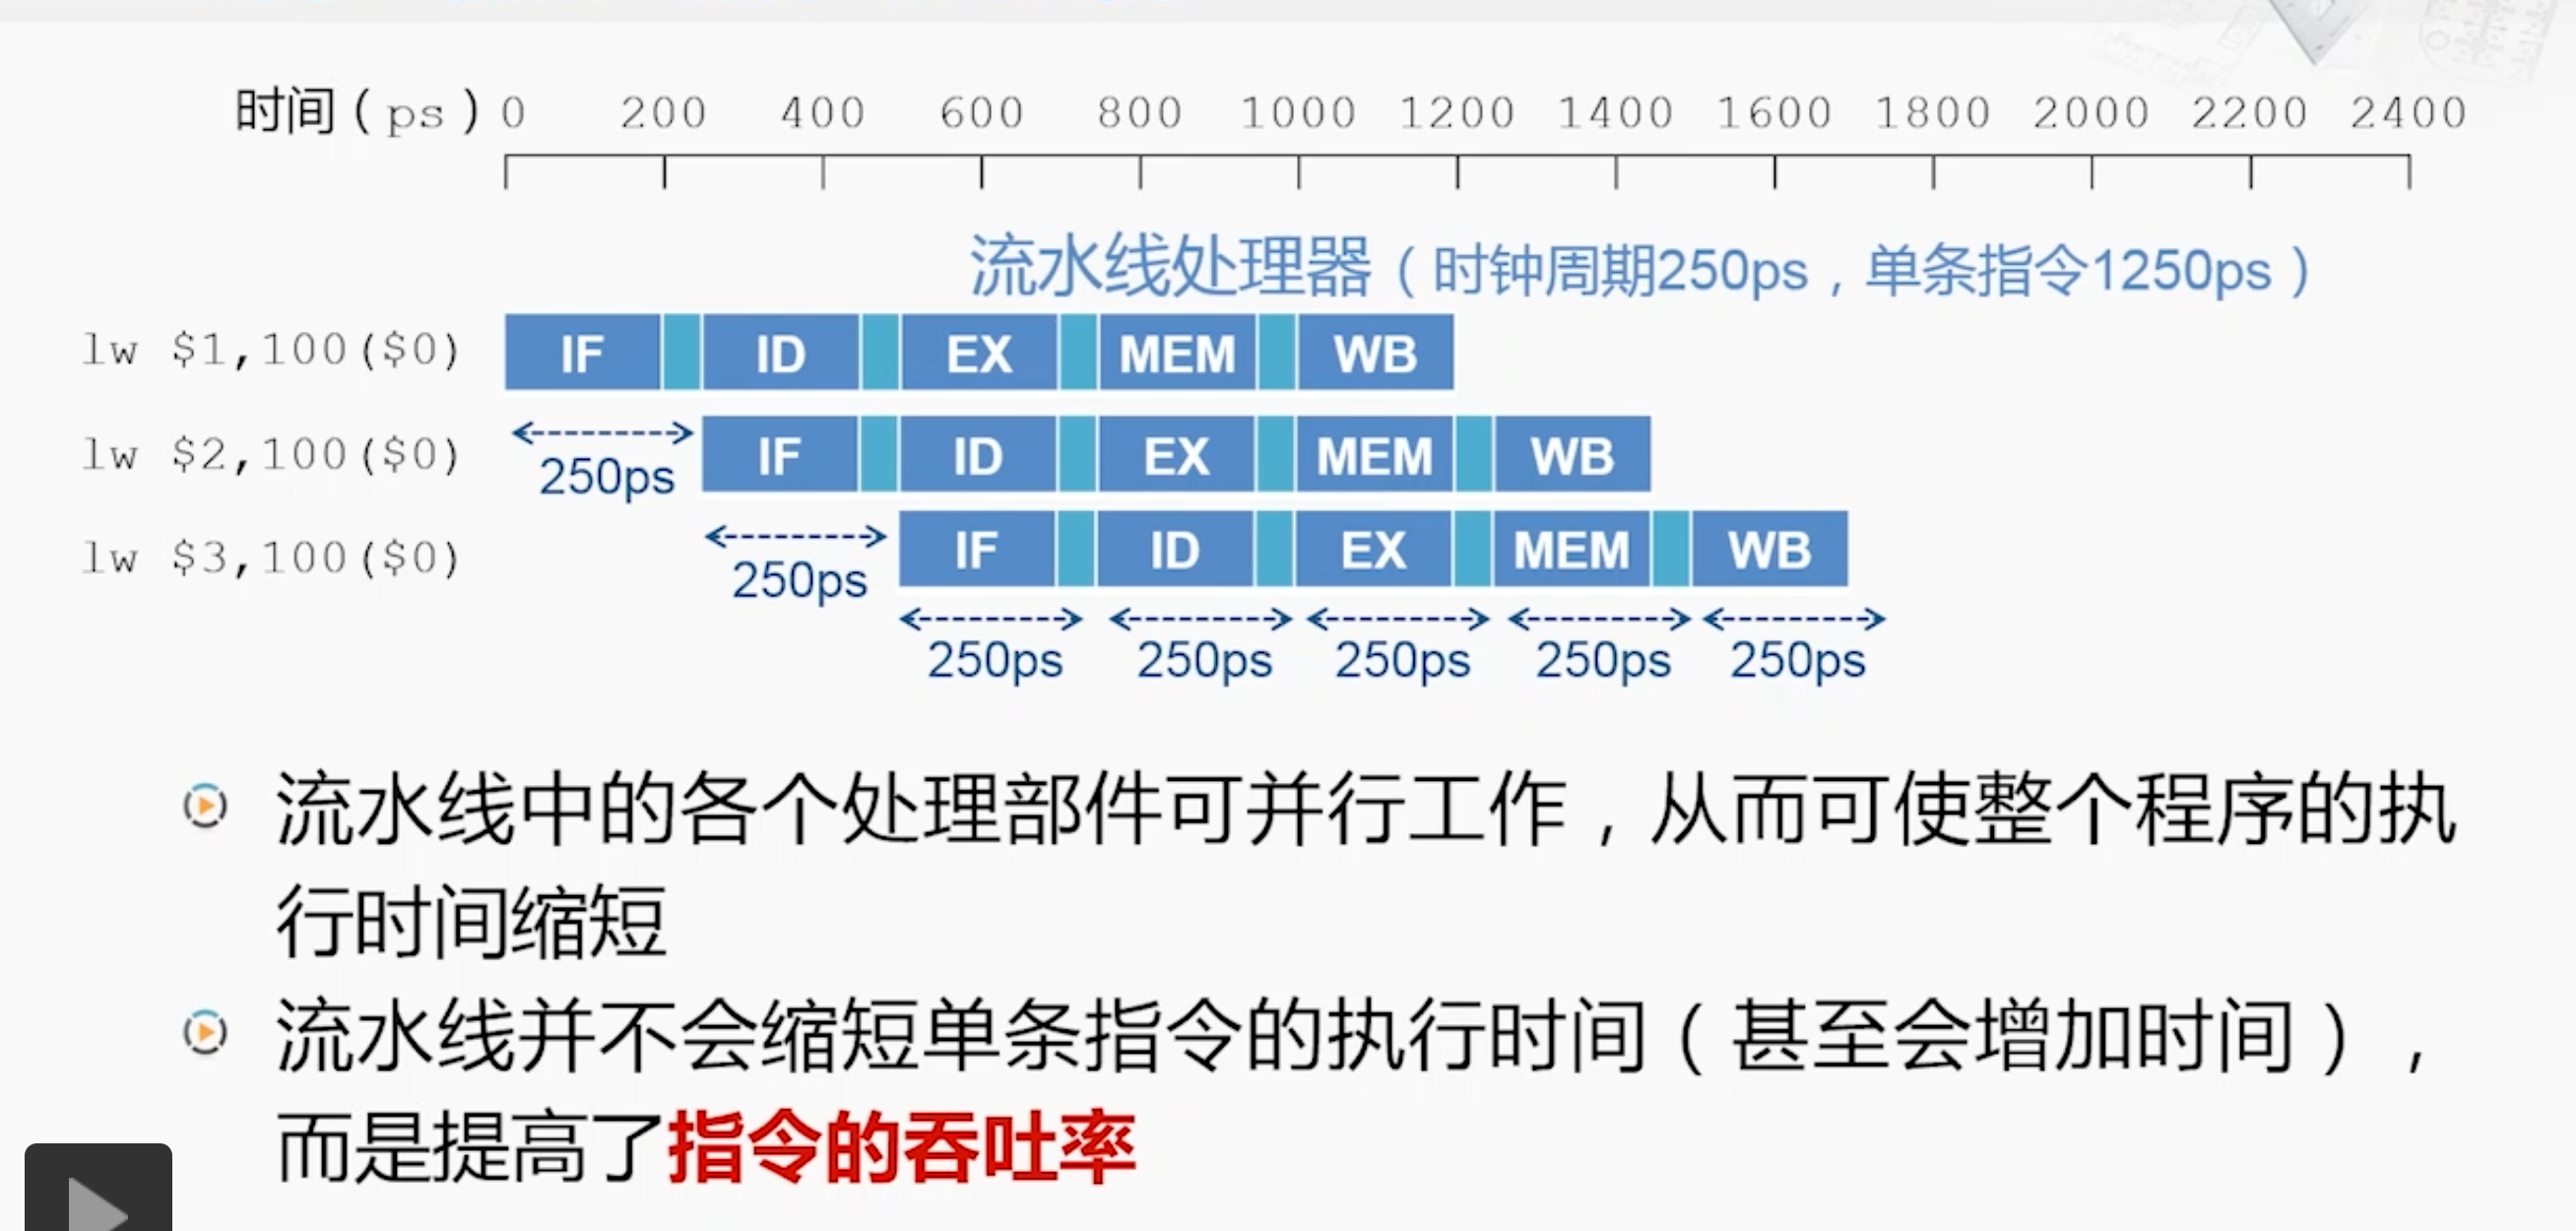 时间(ps) 0 200 400 600 800 1000 1200 1400 1600 1800 2000 2200 2400
流水线处理器(时钟周期250ps,单条指令1250ps)
lw $1,100($0) IF ID EX MEM WB
lw $2,100($0) 250ps IF ID EX MEM WB
lw $3,100($0) 250ps IF ID EX MEM WB
250ps 250ps 250ps 250ps 250ps
流水线中的各个处理部件可并行工作,从而可使整个程序的执
行时间缩短
流水线并不会缩短单条指令的执行时间(甚至会增加时间),
而是提高了指令的吞吐率